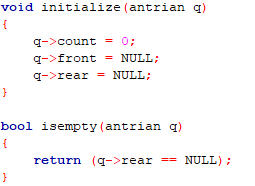 void initialize(antrian q)
{
    q->count = 0;
    q->front = NULL;
    q->rear = NULL;
}

bool isempty(antrian q)
{
    return (q->rear == NULL);
}